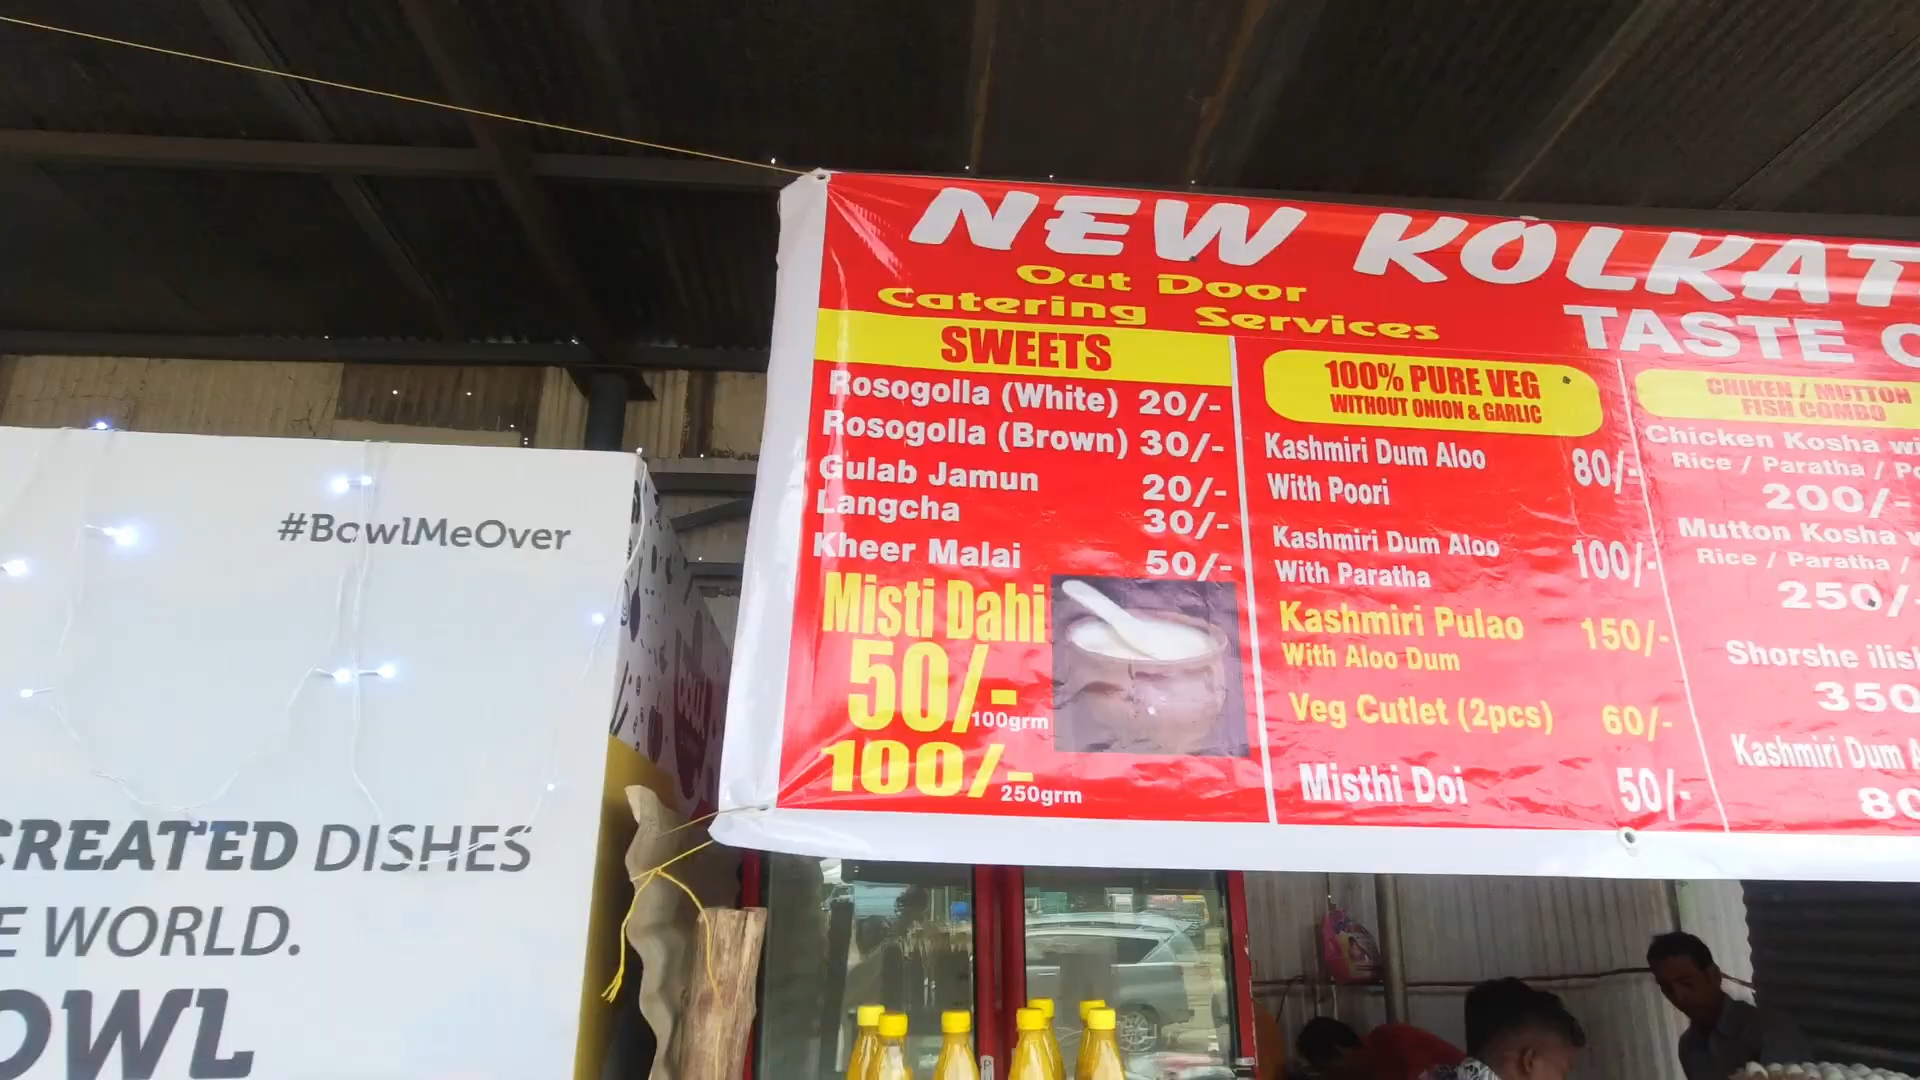 #BowlMeOver
CREATED DISHES
WORLD.
OWL
NEW KOLKAT
Out Door
Catering Services
TASTE
SWEETS
Rosogolla (White) 20/-
Rosogolla (Brown) 30/-
Gulab Jamun 20/-
Langcha 30/-
Kheer Malai 50/-
Misti Dahi
50/- 100grm
100/- 250grm
100% PURE VEG
WITHOUT ONION & GARLIC
Kashmiri Dum Aloo 80/-
With Poori
Kashmiri Dum Aloo 100/-
With Paratha
Kashmiri Pulao 150/-
With Aloo Dum
Veg Cutlet (2pcs) 60/-
Misthi Doi 50/-
CHIKEN / MUTTON
FISH COMBO
Chicken Kosha wi
Rice / Paratha / Po
200/-
Mutton Kosha w
Rice / Paratha /
250/-
Shorshe ilish
350
Kashmiri Dum A
80